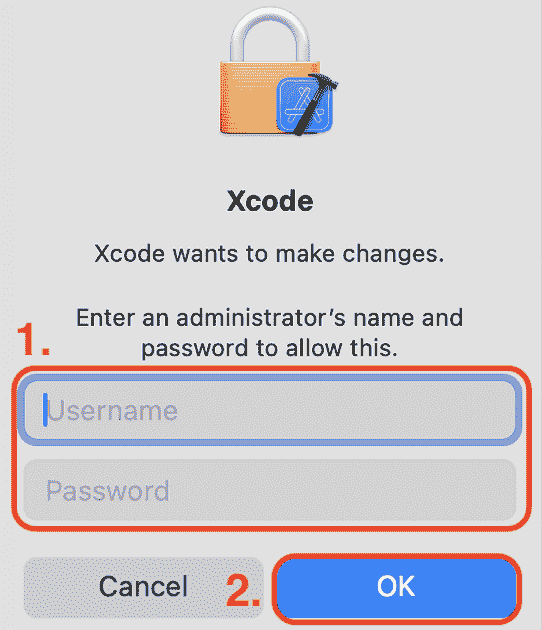 Xcode
Xcode wants to make changes.
Enter an administrator's name and
password to allow this.
1.
Username
Password
Cancel
2.
OK